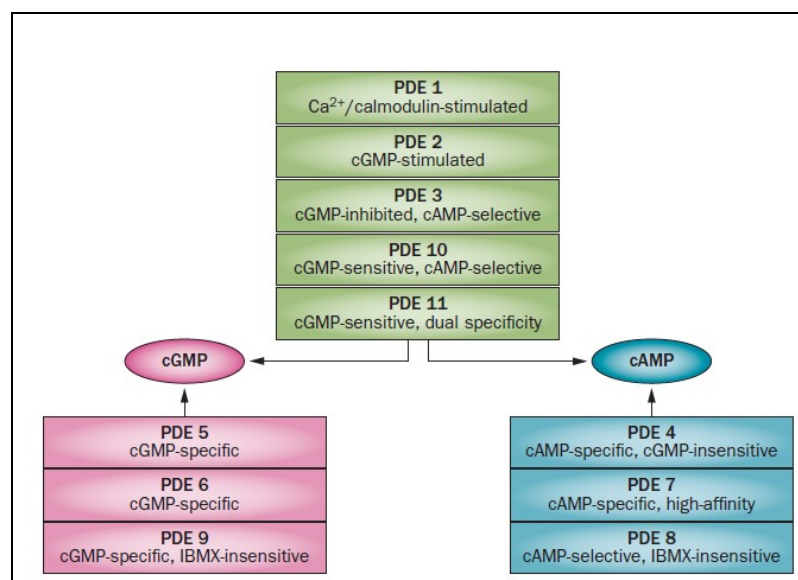 PDE 1
Ca²⁺/calmodulin-stimulated
PDE 2
cGMP-stimulated
PDE 3
cGMP-inhibited, cAMP-selective
PDE 10
cGMP-sensitive, cAMP-selective
PDE 11
cGMP-sensitive, dual specificity
cGMP
cAMP
PDE 5
cGMP-specific
PDE 6
cGMP-specific
PDE 9
cGMP-specific, IBMX-insensitive
PDE 4
cAMP-specific, cGMP-insensitive
PDE 7
cAMP-specific, high-affinity
PDE 8
cAMP-selective, IBMX-insensitive